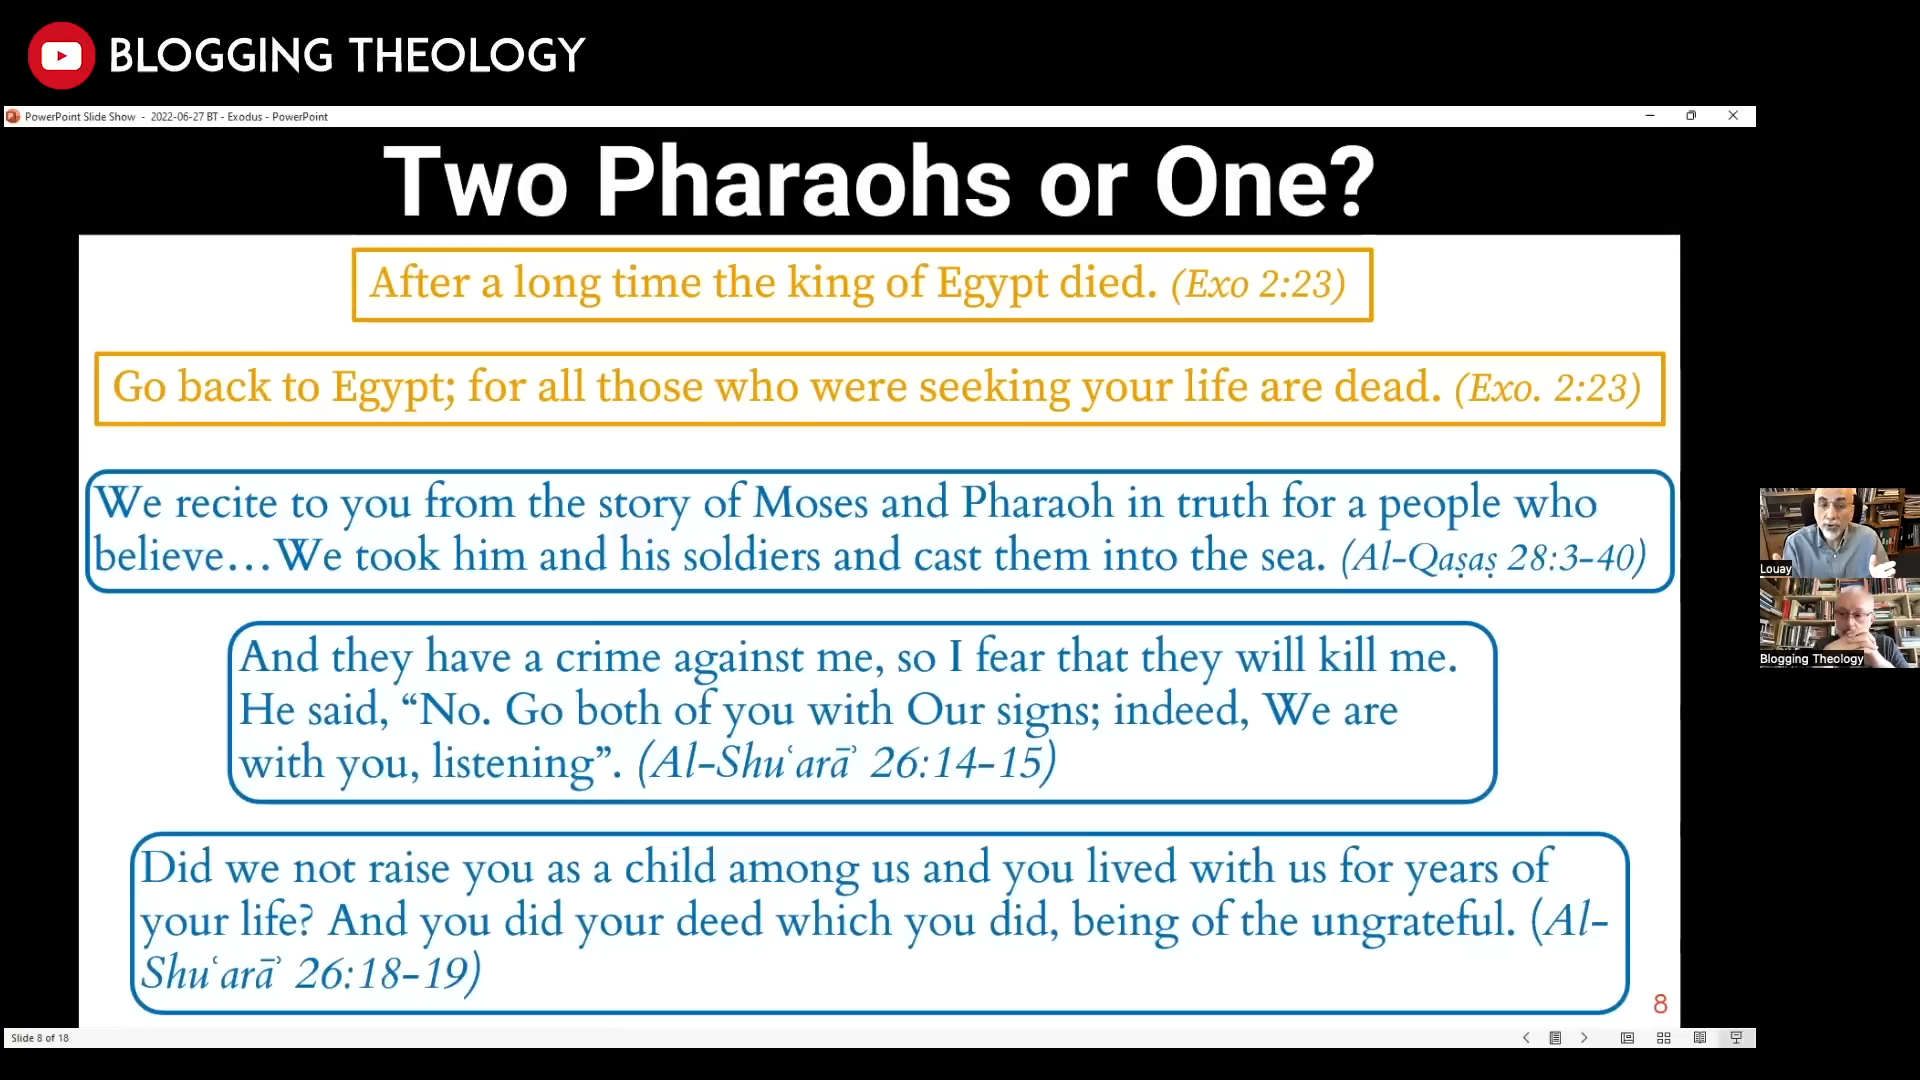 BLOGGING THEOLOGY
PowerPoint Slide Show - 2022-06-27 BT - Exodus - PowerPoint
Two Pharaohs or One?
After a long time the king of Egypt died. (Exo 2:23)
Go back to Egypt; for all those who were seeking your life are dead. (Exo. 2:23)
We recite to you from the story of Moses and Pharaoh in truth for a people who
believe…We took him and his soldiers and cast them into the sea. (Al-Qaṣaṣ 28:3-40)
And they have a crime against me, so I fear that they will kill me.
He said, “No. Go both of you with Our signs; indeed, We are
with you, listening”. (Al-Shuʿarāʾ 26:14-15)
Did we not raise you as a child among us and you lived with us for years of
your life? And you did your deed which you did, being of the ungrateful. (Al-
Shuʿarāʾ 26:18-19)
8
Louay
Blogging Theology
Slide 8 of 18